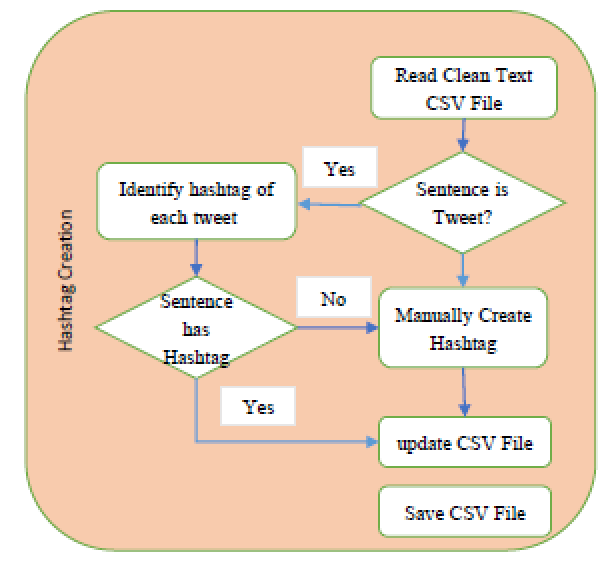 Hashtag Creation
Read Clean Text
CSV File
Yes
Sentence is
Tweet?
Identify hashtag of
each tweet
Sentence
has
Hashtag
No
Manually Create
Hashtag
Yes
update CSV File
Save CSV File